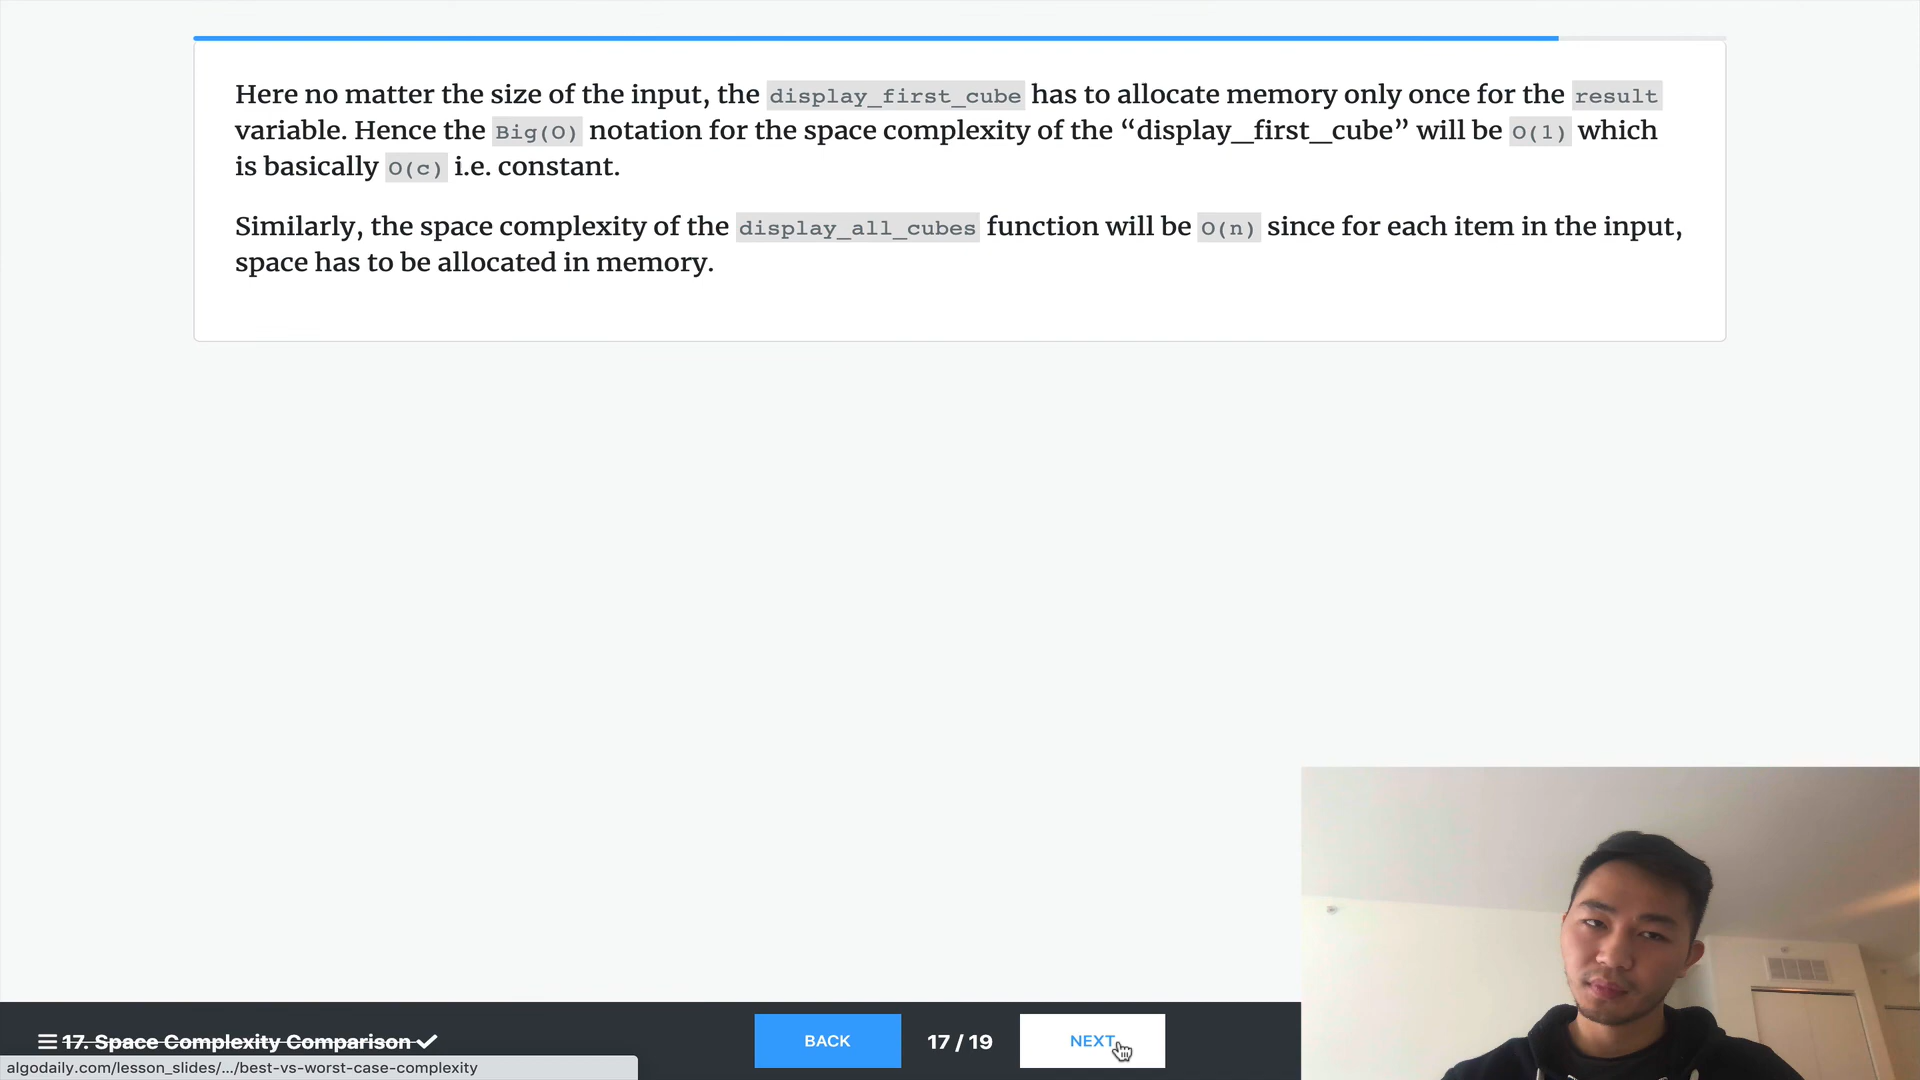 Here no matter the size of the input, the display_first_cube has to allocate memory only once for the result
variable. Hence the Big(O) notation for the space complexity of the “display_first_cube” will be O(1) which
is basically O(c) i.e. constant.
Similarly, the space complexity of the display_all_cubes function will be O(n) since for each item in the input,
space has to be allocated in memory.
17. Space Complexity Comparison
BACK
17 / 19
NEXT
algodaily.com/lesson_slides/.../best-vs-worst-case-complexity